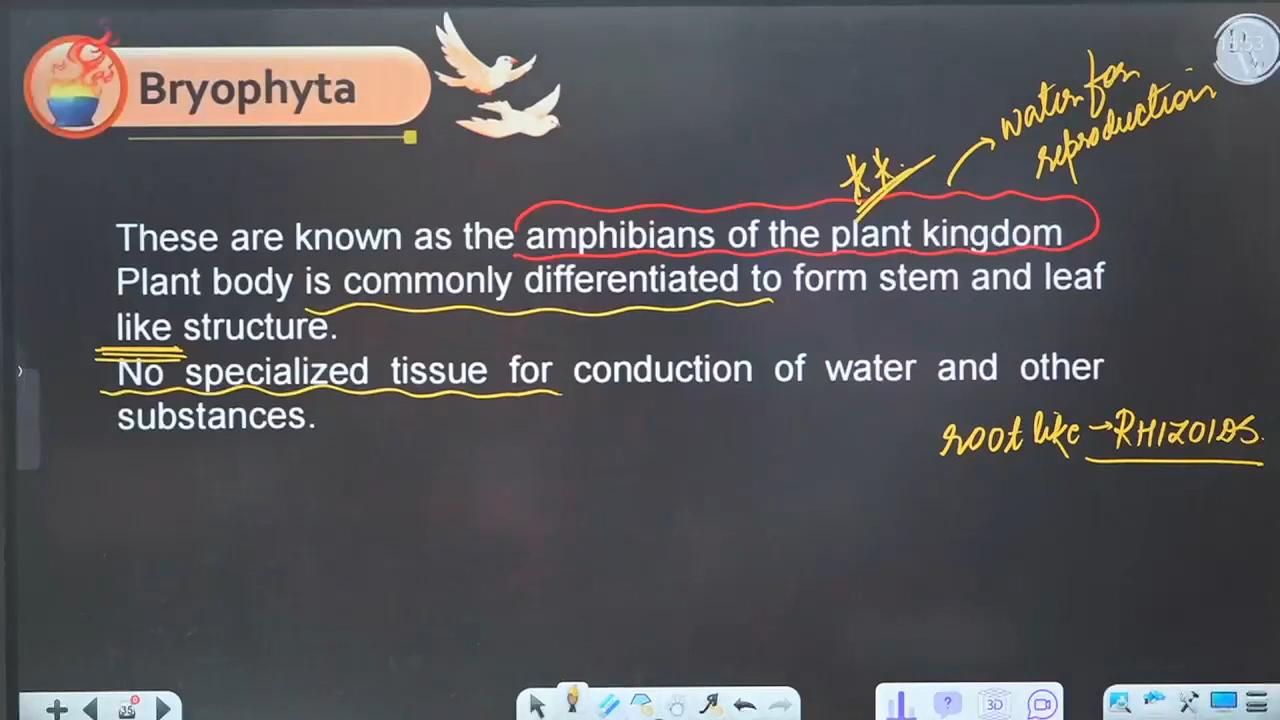 Bryophyta
**
water for
reproduction
These are known as the amphibians of the plant kingdom
Plant body is commonly differentiated to form stem and leaf
like structure.
No specialized tissue for conduction of water and other
substances.
root like → RHIZOIDS.
35
?
3D